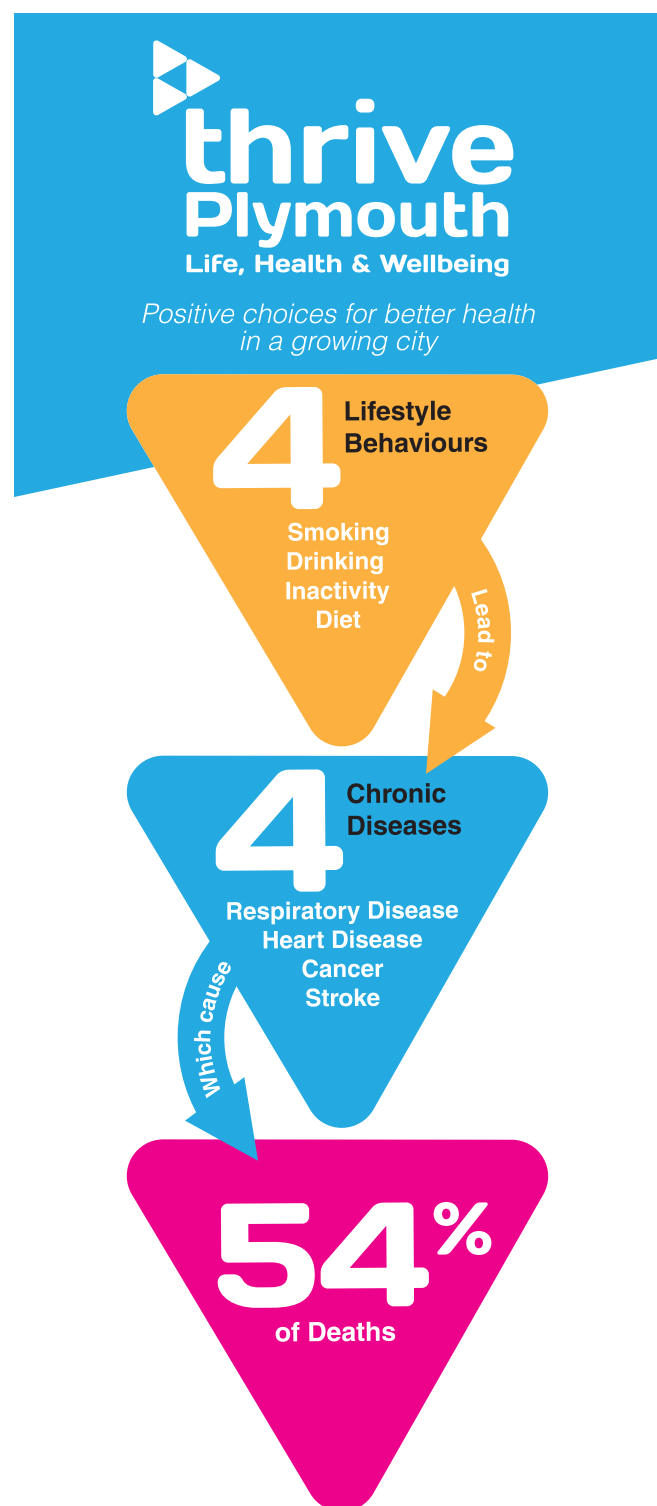 thrive
Plymouth
Life, Health & Wellbeing
Positive choices for better health
in a growing city
4 Lifestyle
Behaviours
Smoking
Drinking
Inactivity
Diet
Lead to
4 Chronic
Diseases
Respiratory Disease
Heart Disease
Cancer
Stroke
Which cause
54%
of Deaths